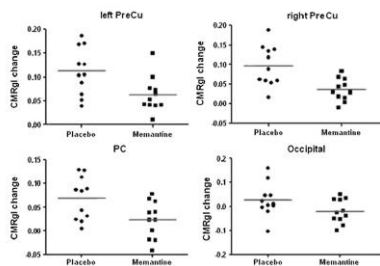 left PreCu
CMRgl change
0.20
0.15
0.10
0.05
0.00
Placebo Memantine
right PreCu
CMRgl change
0.20
0.15
0.10
0.05
0.00
-0.05
Placebo Memantine
PC
CMRgl change
0.15
0.10
0.05
0.00
-0.05
Placebo Memantine
Occipital
CMRgl change
0.2
0.1
0.0
-0.1
-0.2
Placebo Memantine